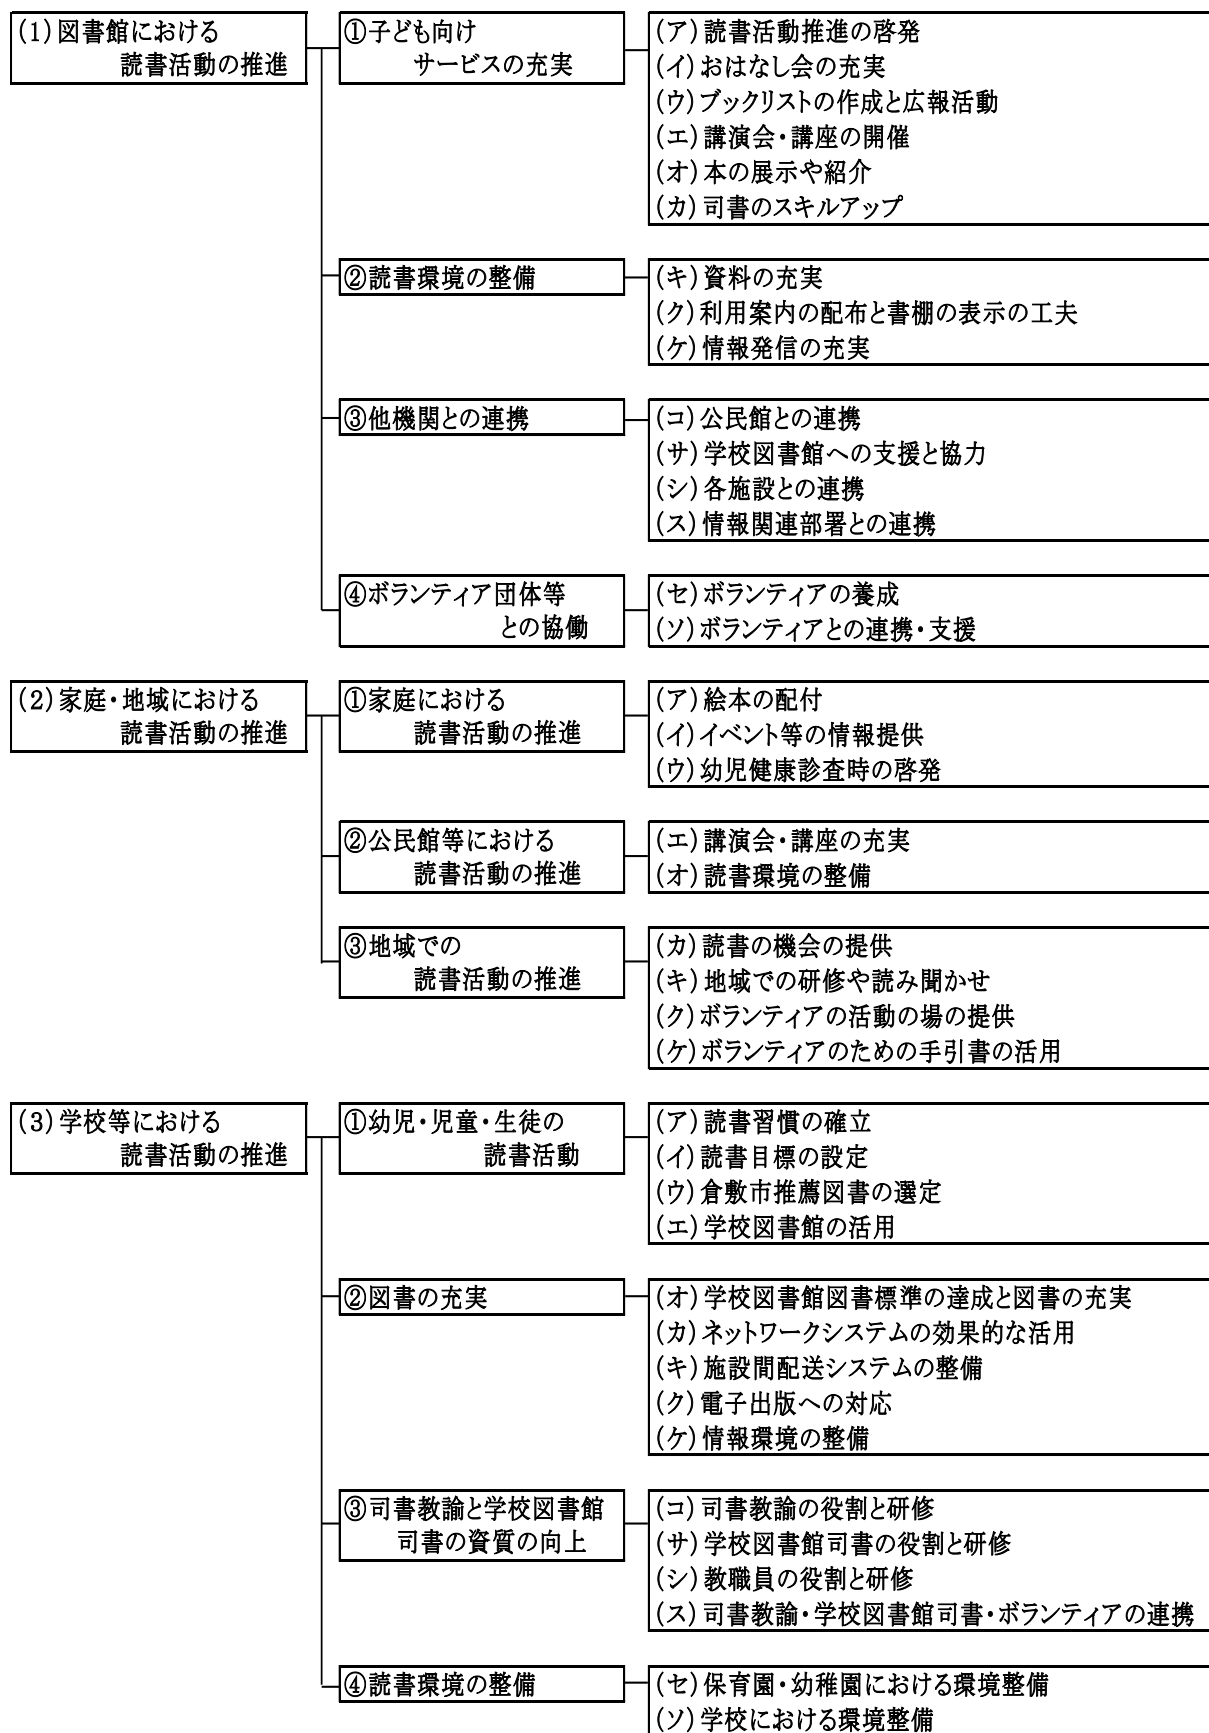 (1)図書館における
読書活動の推進
①子ども向け
サービスの充実
(ア)読書活動推進の啓発
(イ)おはなし会の充実
(ウ)ブックリストの作成と広報活動
(エ)講演会・講座の開催
(オ)本の展示や紹介
(カ)司書のスキルアップ
②読書環境の整備
(キ)資料の充実
(ク)利用案内の配布と書棚の表示の工夫
(ケ)情報発信の充実
③他機関との連携
(コ)公民館との連携
(サ)学校図書館への支援と協力
(シ)各施設との連携
(ス)情報関連部署との連携
④ボランティア団体等
との協働
(セ)ボランティアの養成
(ソ)ボランティアとの連携・支援
(2)家庭・地域における
読書活動の推進
①家庭における
読書活動の推進
(ア)絵本の配付
(イ)イベント等の情報提供
(ウ)幼児健康診査時の啓発
②公民館等における
読書活動の推進
(エ)講演会・講座の充実
(オ)読書環境の整備
③地域での
読書活動の推進
(カ)読書の機会の提供
(キ)地域での研修や読み聞かせ
(ク)ボランティアの活動の場の提供
(ケ)ボランティアのための手引書の活用
(3)学校等における
読書活動の推進
①幼児・児童・生徒の
読書活動
(ア)読書習慣の確立
(イ)読書目標の設定
(ウ)倉敷市推薦図書の選定
(エ)学校図書館の活用
②図書の充実
(オ)学校図書館図書標準の達成と図書の充実
(カ)ネットワークシステムの効果的な活用
(キ)施設間配送システムの整備
(ク)電子出版への対応
(ケ)情報環境の整備
③司書教諭と学校図書館
司書の資質の向上
(コ)司書教諭の役割と研修
(サ)学校図書館司書の役割と研修
(シ)教職員の役割と研修
(ス)司書教諭・学校図書館司書・ボランティアの連携
④読書環境の整備
(セ)保育園・幼稚園における環境整備
(ソ)学校における環境整備